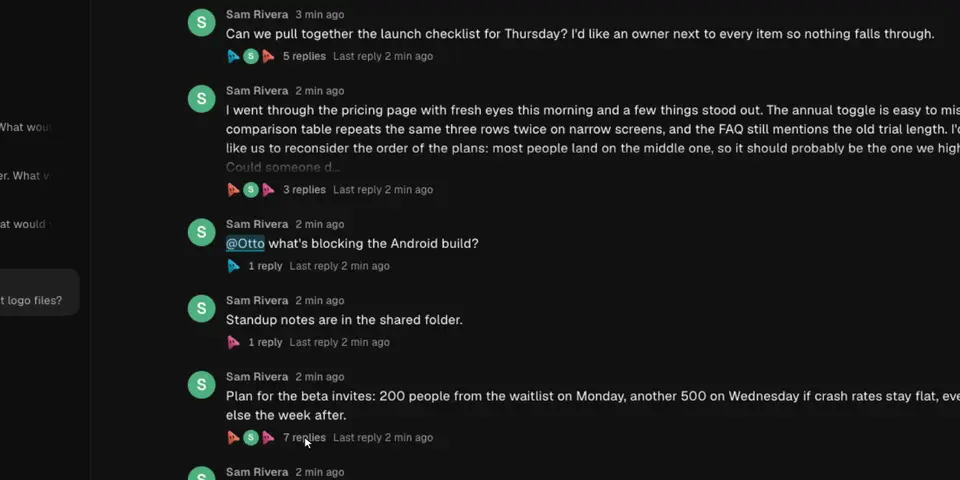 Sam Rivera 3 min ago
Can we pull together the launch checklist for Thursday? I'd like an owner next to every item so nothing falls through.
S
5 replies Last reply 2 min ago
Sam Rivera 2 min ago
I went through the pricing page with fresh eyes this morning and a few things stood out. The annual toggle is easy to
comparison table repeats the same three rows twice on narrow screens, and the FAQ still mentions the old trial length.
like us to reconsider the order of the plans: most people land on the middle one, so it should probably be the one we
Could someone d...
S
3 replies Last reply 2 min ago
What
Sam Rivera 2 min ago
@Otto what's blocking the Android build?
S
1 reply Last reply 2 min ago
er. What
at would
Sam Rivera 2 min ago
Standup notes are in the shared folder.
S
1 reply Last reply 2 min ago
t logo files?
Sam Rivera 2 min ago
Plan for the beta invites: 200 people from the waitlist on Monday, another 500 on Wednesday if crash rates stay flat,
else the week after.
S
7 replies Last reply 2 min ago
Sam Rivera 2 min ago
S